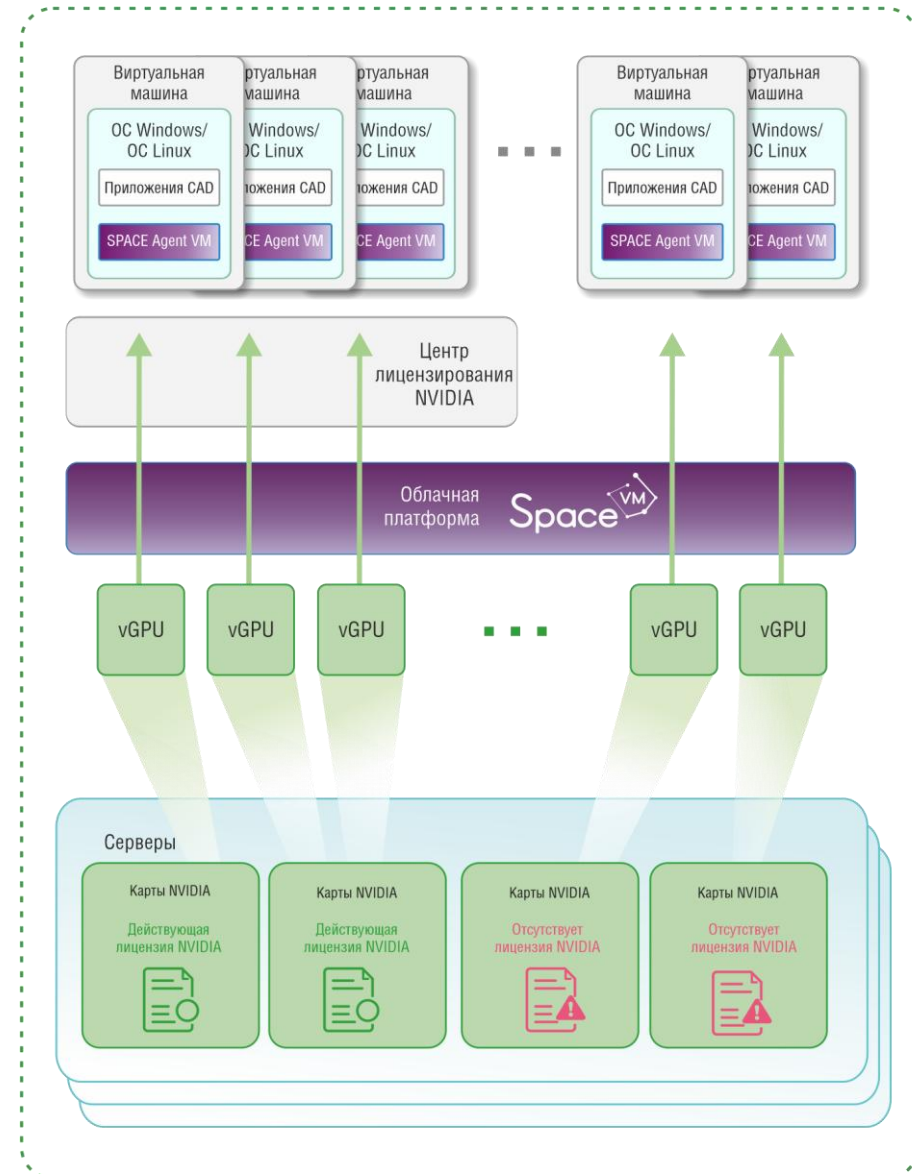 Виртуальная
машина
ОС Windows/
ОС Linux
Приложения CAD
SPACE Agent VM
ртуальная
машина
Windows/
ОС Linux
ложения CAD
CE Agent VM
ртуальная
машина
Windows/
ОС Linux
ложения CAD
CE Agent VM
Виртуальная
машина
ОС Windows/
ОС Linux
Приложения CAD
SPACE Agent VM
ртуальная
машина
Windows/
ОС Linux
ложения CAD
CE Agent VM
Центр
лицензирования
NVIDIA
Облачная
платформа
Space VM
vGPU
vGPU
vGPU
vGPU
vGPU
Серверы
Карты NVIDIA
Действующая
лицензия NVIDIA
Карты NVIDIA
Действующая
лицензия NVIDIA
Карты NVIDIA
Отсутствует
лицензия NVIDIA
Карты NVIDIA
Отсутствует
лицензия NVIDIA